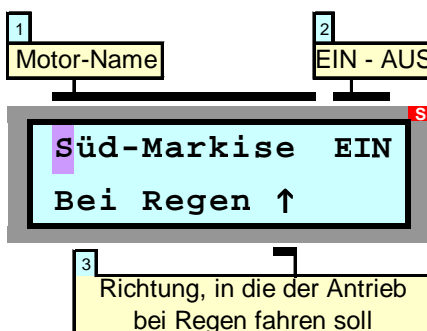 1
2
Motor-Name
EIN - AUS
S
Süd-Markise EIN
Bei Regen ↑
3
Richtung, in die der Antrieb
bei Regen fahren soll